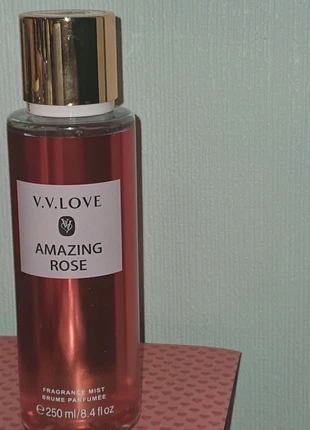 V.V.LOVE
AMAZING
ROSE
FRAGRANCE MIST
BRUME PARFUMÉE
℮250 ml/8.4 fl.oz